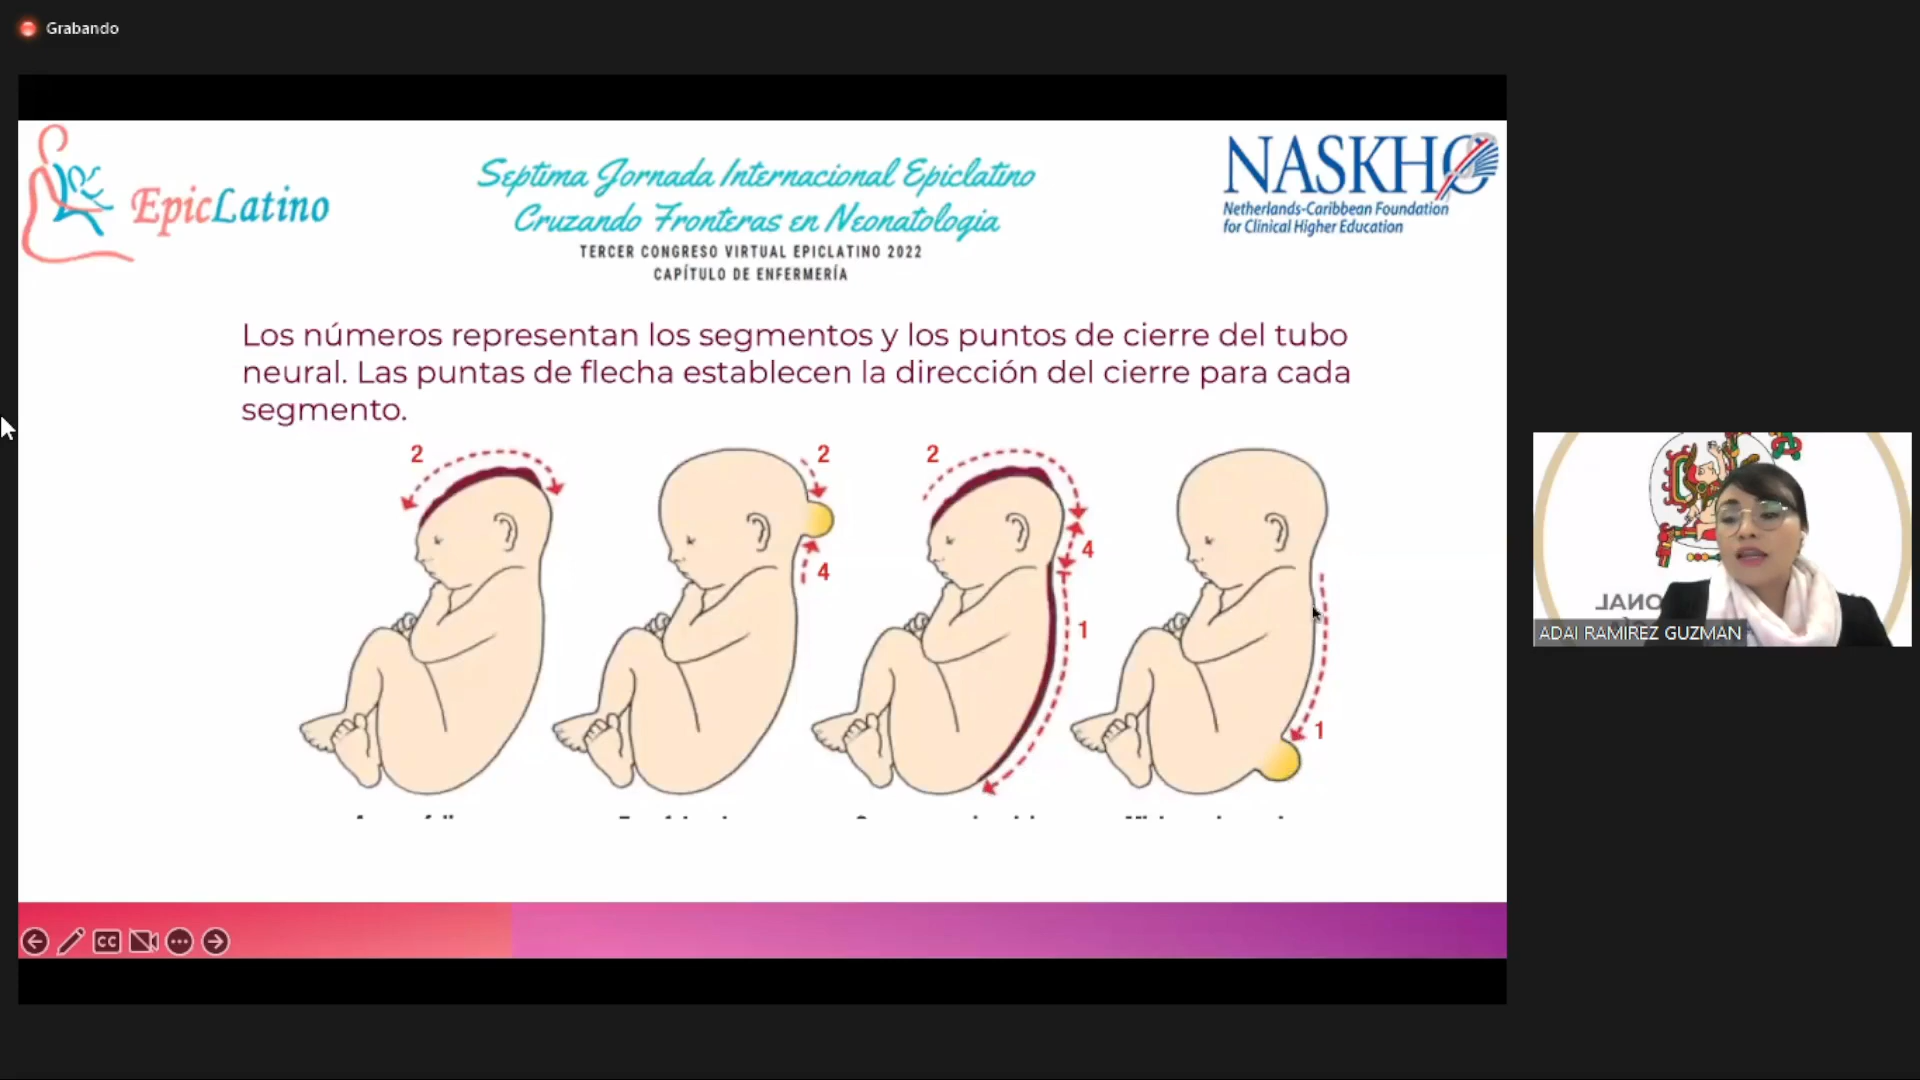 Grabando
EpicLatino
Septima Jornada Internacional Epiclatino
Cruzando Fronteras en Neonatologia
TERCER CONGRESO VIRTUAL EPICLATINO 2022
CAPÍTULO DE ENFERMERÍA
NASKHO
Netherlands-Caribbean Foundation
for Clinical Higher Education
Los números representan los segmentos y los puntos de cierre del tubo
neural. Las puntas de flecha establecen la dirección del cierre para cada
segmento.
2
2
4
2
4
1
1
CC
ONAL
ADAI RAMIREZ GUZMAN